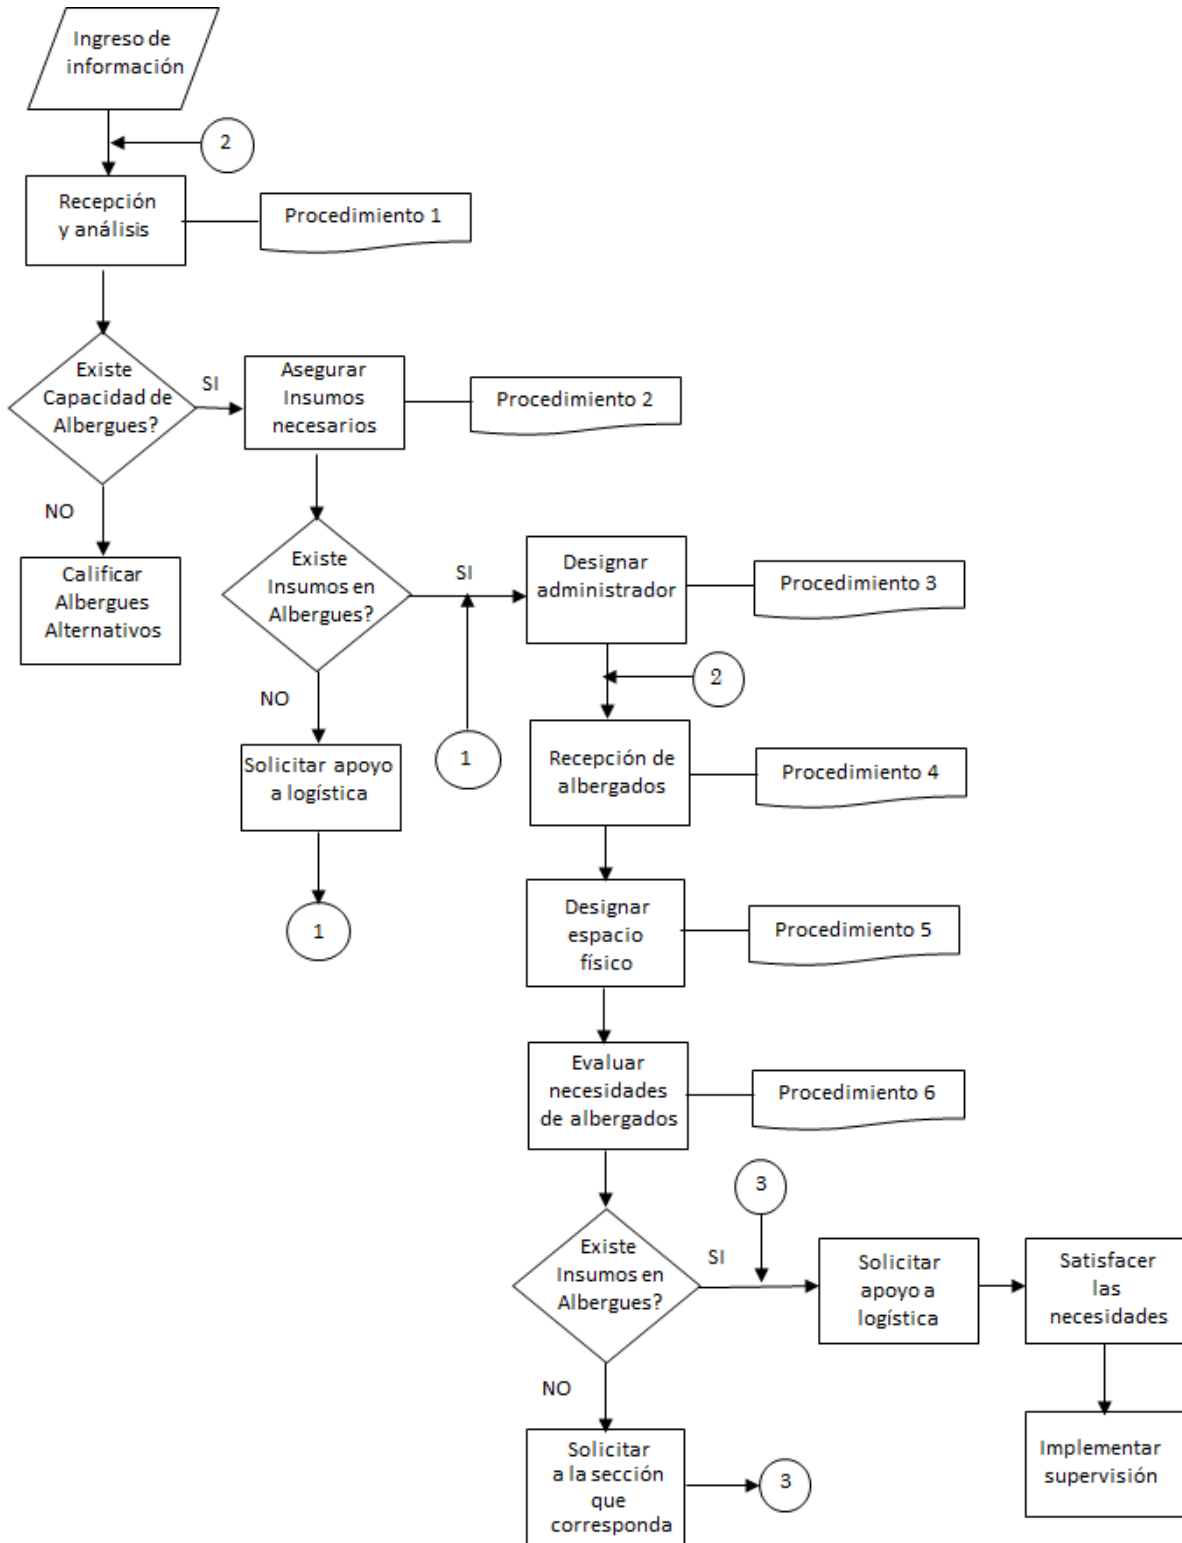 Ingreso de
información
2
Recepción
y análisis
Procedimiento 1
Existe
Capacidad de
Albergues?
SI
Asegurar
Insumos
necesarios
Procedimiento 2
NO
Calificar
Albergues
Alternativos
Existe
Insumos en
Albergues?
SI
Designar
administrador
Procedimiento 3
2
NO
1
Solicitar apoyo
a logística
Recepción de
albergados
Procedimiento 4
1
Designar
espacio
físico
Procedimiento 5
Evaluar
necesidades
de albergados
Procedimiento 6
3
Existe
Insumos en
Albergues?
SI
Solicitar
apoyo a
logística
Satisfacer
las
necesidades
NO
Solicitar
a la sección
que
corresponda
3
Implementar
supervisión